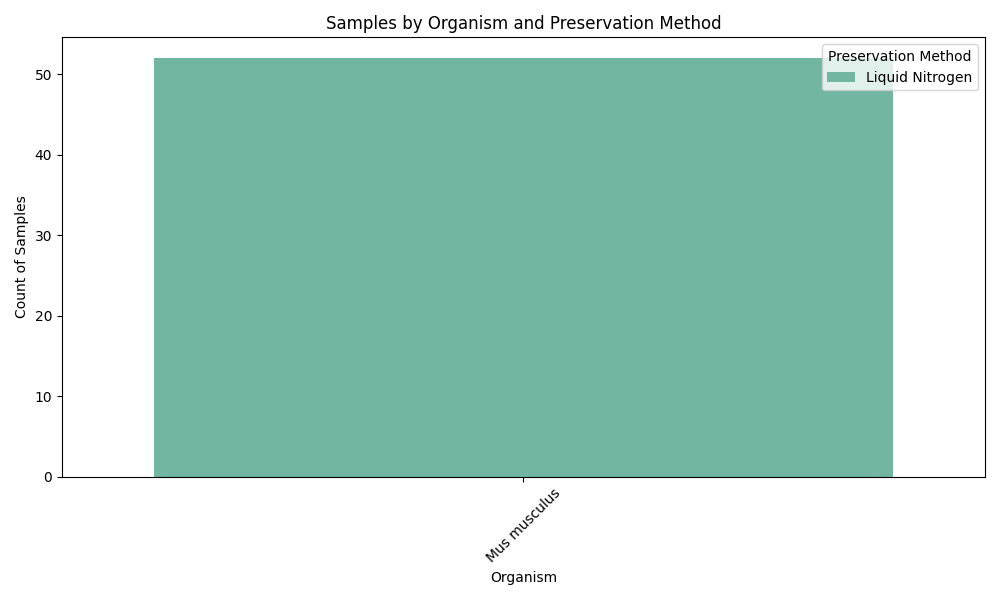 Samples by Organism and Preservation Method
Preservation Method
Liquid Nitrogen
50
40
30
20
10
0
Count of Samples
Mus musculus
Organism